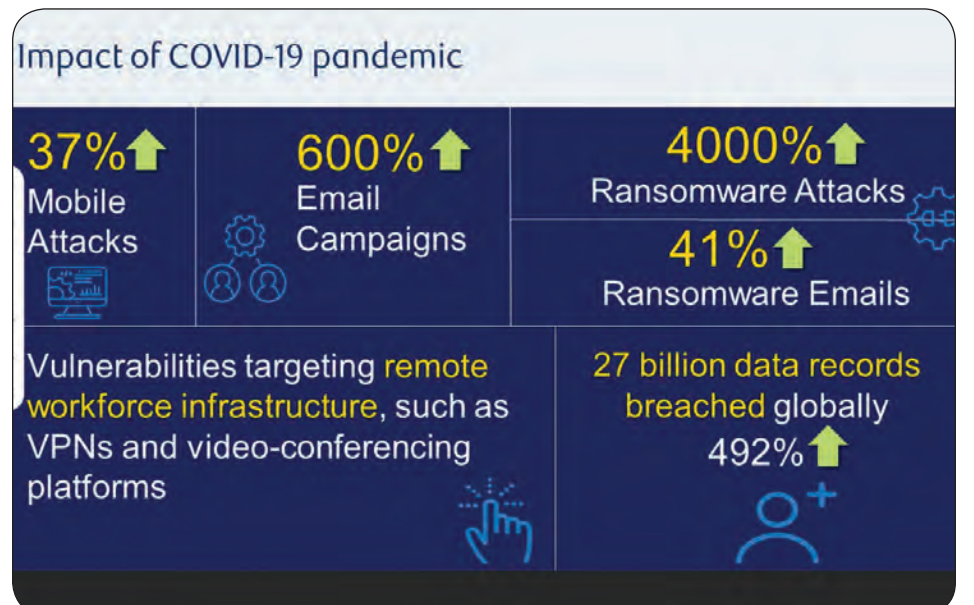 Impact of COVID-19 pandemic
37%
Mobile
Attacks
600%
Email
Campaigns
4000%
Ransomware Attacks
41%
Ransomware Emails
Vulnerabilities targeting remote
workforce infrastructure, such as
VPNs and video-conferencing
platforms
27 billion data records
breached globally
492%